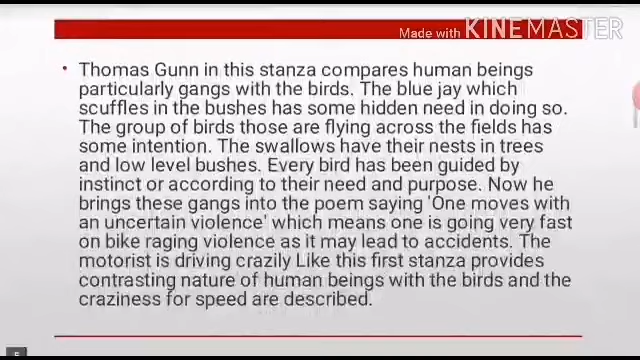 Made with KINEMASTER
• Thomas Gunn in this stanza compares human beings
particularly gangs with the birds. The blue jay which
scuffles in the bushes has some hidden need in doing so.
The group of birds those are flying across the fields has
some intention. The swallows have their nests in trees
and low level bushes. Every bird has been guided by
instinct or according to their need and purpose. Now he
brings these gangs into the poem saying 'One moves with
an uncertain violence' which means one is going very fast
on bike raging violence as it may lead to accidents. The
motorist is driving crazily Like this first stanza provides
contrasting nature of human beings with the birds and the
craziness for speed are described.
5